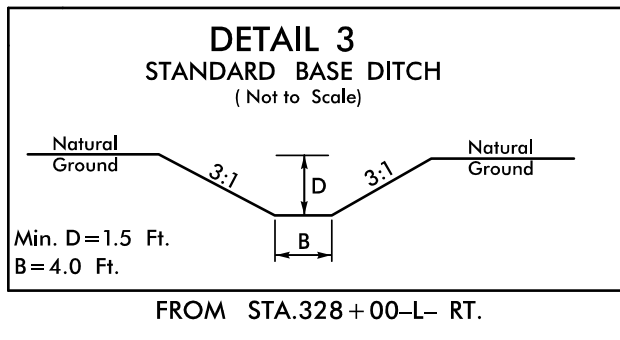 DETAIL 3
STANDARD BASE DITCH
( Not to Scale)
Natural
Ground
3:1
D
3:1
Natural
Ground
Min. D=1.5 Ft.
B
B=4.0 Ft.
FROM STA.328+00-L- RT.